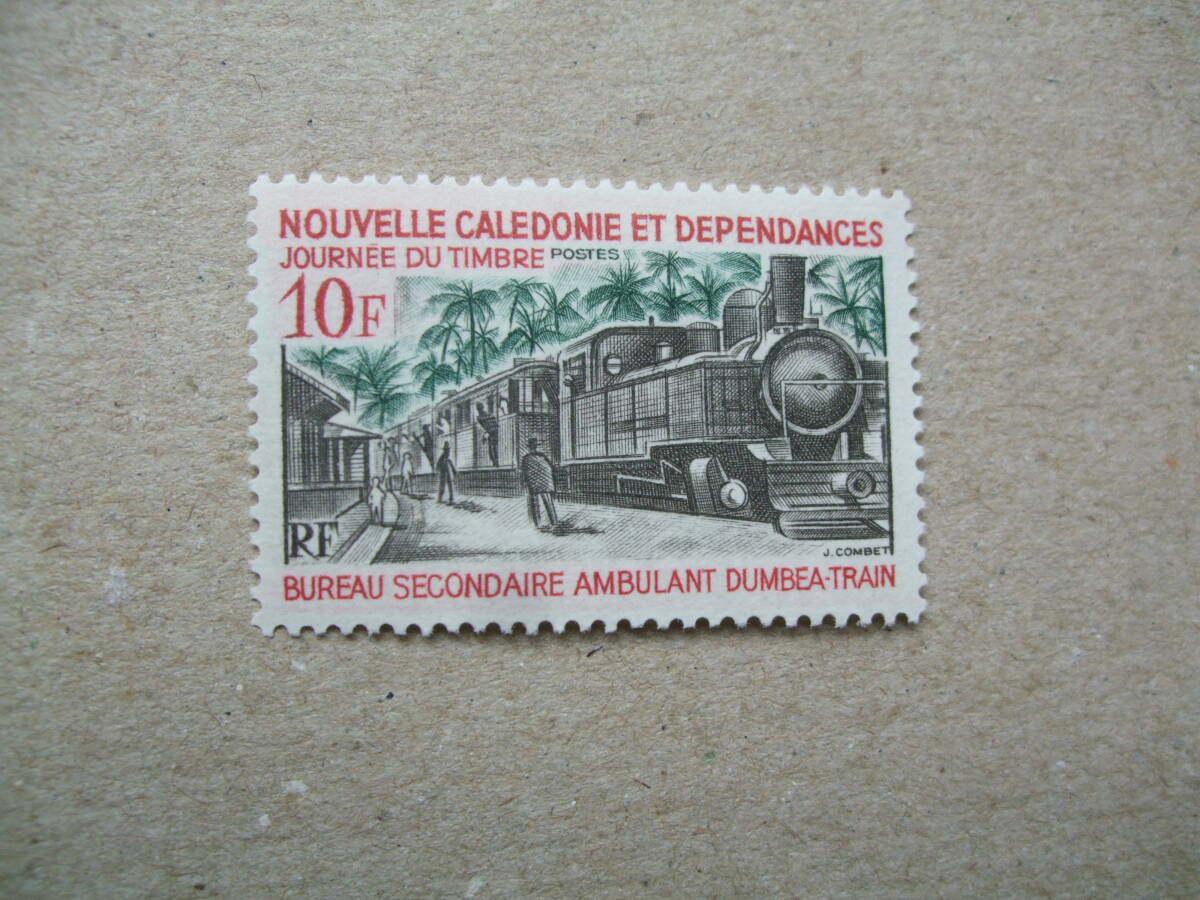 NOUVELLE CALEDONIE ET DEPENDANCES
JOURNÉE DU TIMBRE POSTES
10F
RF
J. COMBET
BUREAU SECONDAIRE AMBULANT DUMBEA-TRAIN